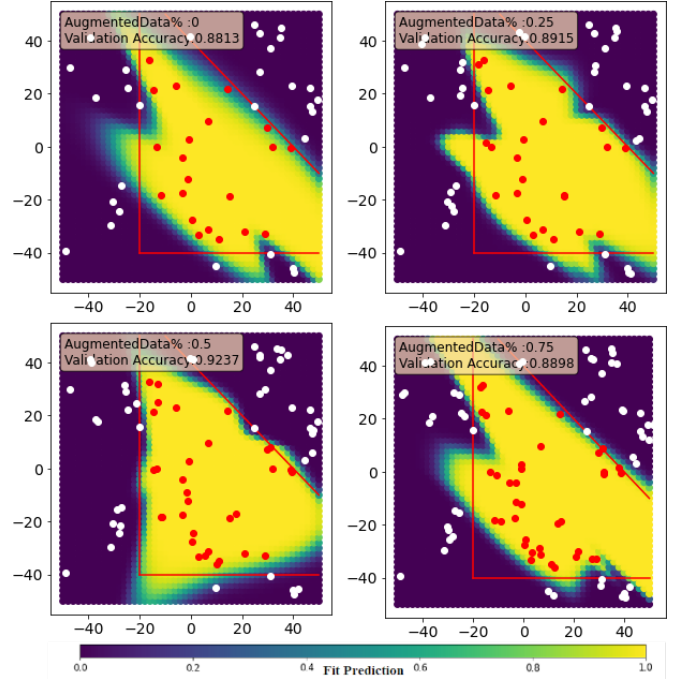 AugmentedData% :0
Validation Accuracy:0.8813
AugmentedData% :0.25
Validation Accuracy:0.8915
40
20
0
−20
−40
40
20
0
−20
−40
−40 −20 0 20 40
−40 −20 0 20 40
AugmentedData% :0.5
Validation Accuracy:0.9237
AugmentedData% :0.75
Validation Accuracy:0.8898
40
20
0
−20
−40
40
20
0
−20
−40
−40 −20 0 20 40
−40 −20 0 20 40
0.0 0.2 0.4 0.6 0.8 1.0
Fit Prediction